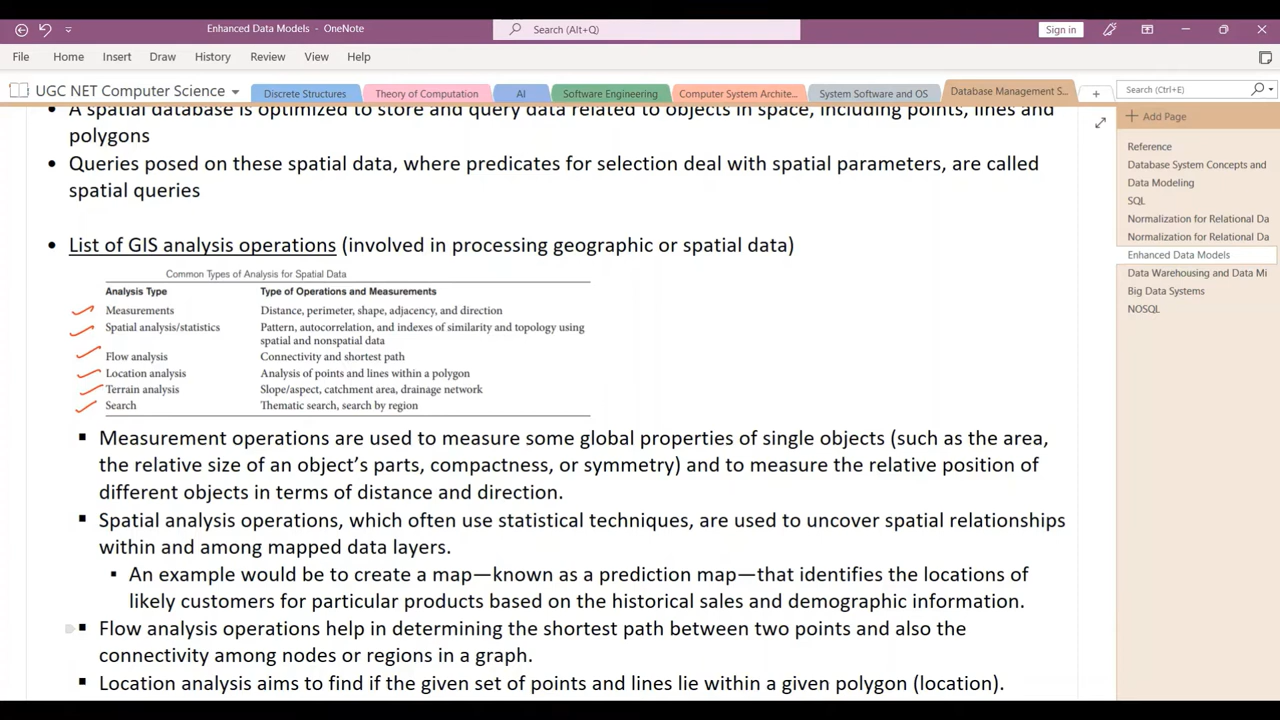 Enhanced Data Models - OneNote
Search (Alt+Q)
Sign in
File Home Insert Draw History Review View Help
UGC NET Computer Science
Discrete Structures Theory of Computation AI Software Engineering Computer System Archite... System Software and OS Database Management S... +
Search (Ctrl+E)
• A spatial database is optimized to store and query data related to objects in space, including points, lines and
polygons
• Queries posed on these spatial data, where predicates for selection deal with spatial parameters, are called
spatial queries
• List of GIS analysis operations (involved in processing geographic or spatial data)
Common Types of Analysis for Spatial Data
Analysis Type Type of Operations and Measurements
Measurements Distance, perimeter, shape, adjacency, and direction
Spatial analysis/statistics Pattern, autocorrelation, and indexes of similarity and topology using
spatial and nonspatial data
Flow analysis Connectivity and shortest path
Location analysis Analysis of points and lines within a polygon
Terrain analysis Slope/aspect, catchment area, drainage network
Search Thematic search, search by region
▪ Measurement operations are used to measure some global properties of single objects (such as the area,
the relative size of an object's parts, compactness, or symmetry) and to measure the relative position of
different objects in terms of distance and direction.
▪ Spatial analysis operations, which often use statistical techniques, are used to uncover spatial relationships
within and among mapped data layers.
▪ An example would be to create a map—known as a prediction map—that identifies the locations of
likely customers for particular products based on the historical sales and demographic information.
▪ Flow analysis operations help in determining the shortest path between two points and also the
connectivity among nodes or regions in a graph.
▪ Location analysis aims to find if the given set of points and lines lie within a given polygon (location).
+ Add Page
Reference
Database System Concepts and
Data Modeling
SQL
Normalization for Relational Da
Normalization for Relational Da
Enhanced Data Models
Data Warehousing and Data Mi
Big Data Systems
NOSQL